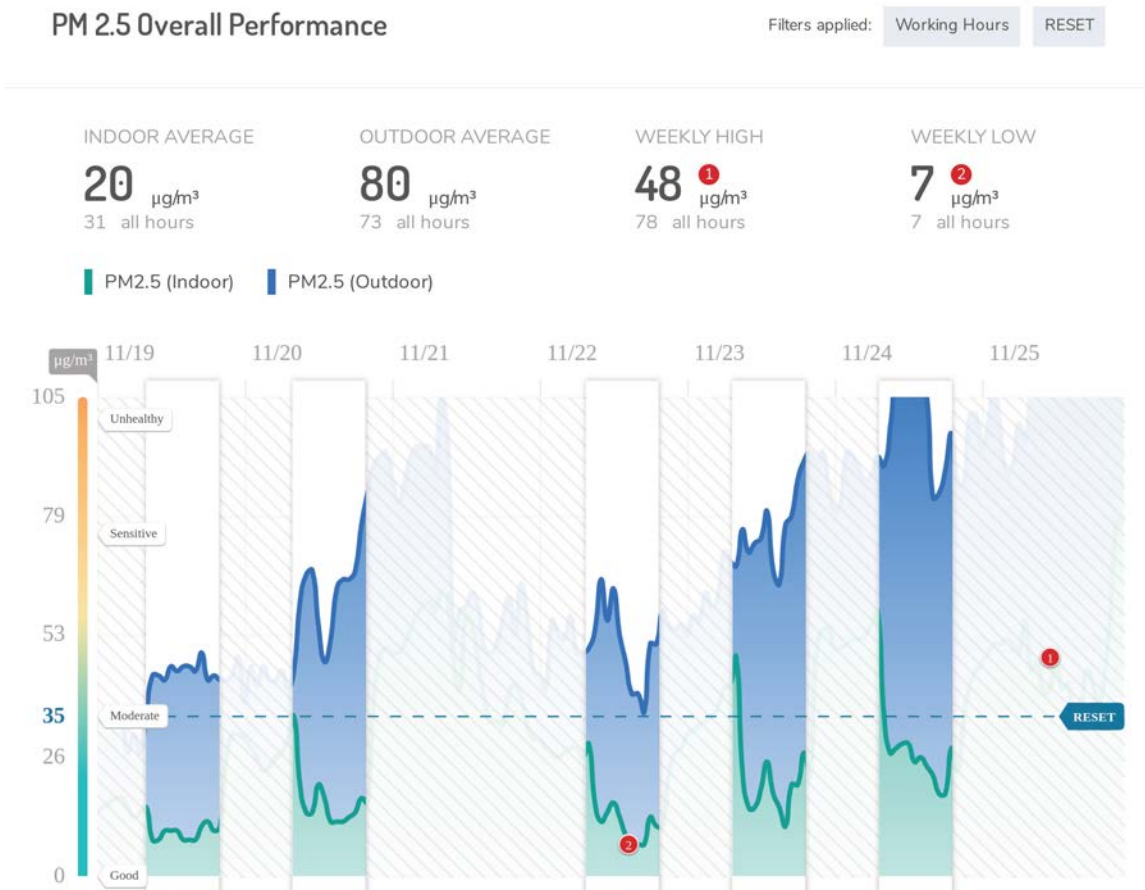 PM 2.5 Overall Performance
Filters applied: Working Hours RESET
INDOOR AVERAGE
20 μg/m³
31 all hours
OUTDOOR AVERAGE
80 μg/m³
73 all hours
WEEKLY HIGH
48 1 μg/m³
78 all hours
WEEKLY LOW
7 2 μg/m³
7 all hours
PM2.5 (Indoor) PM2.5 (Outdoor)
μg/m³ 11/19 11/20 11/21 11/22 11/23 11/24 11/25
105
Unhealthy
79
Sensitive
53
1
35 Moderate RESET
26
2
0 Good